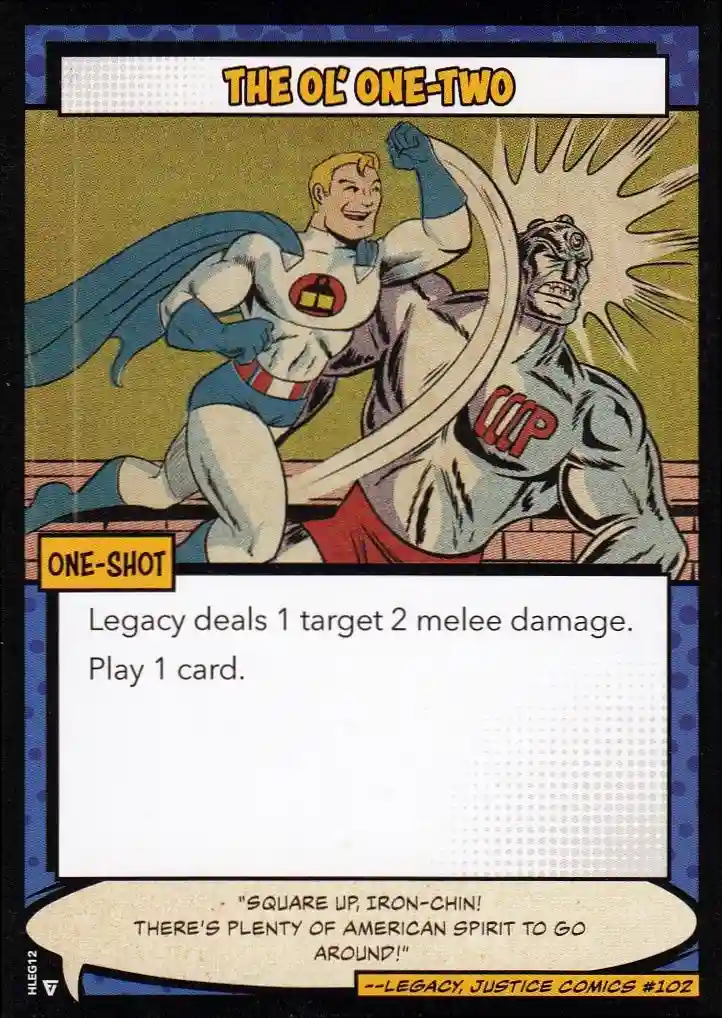 THE OL' ONE-TWO
CCCP
ONE-SHOT
Legacy deals 1 target 2 melee damage.
Play 1 card.
"SQUARE UP, IRON-CHIN!
THERE'S PLENTY OF AMERICAN SPIRIT TO GO
AROUND!"
--LEGACY, JUSTICE COMICS #102
HLEG12